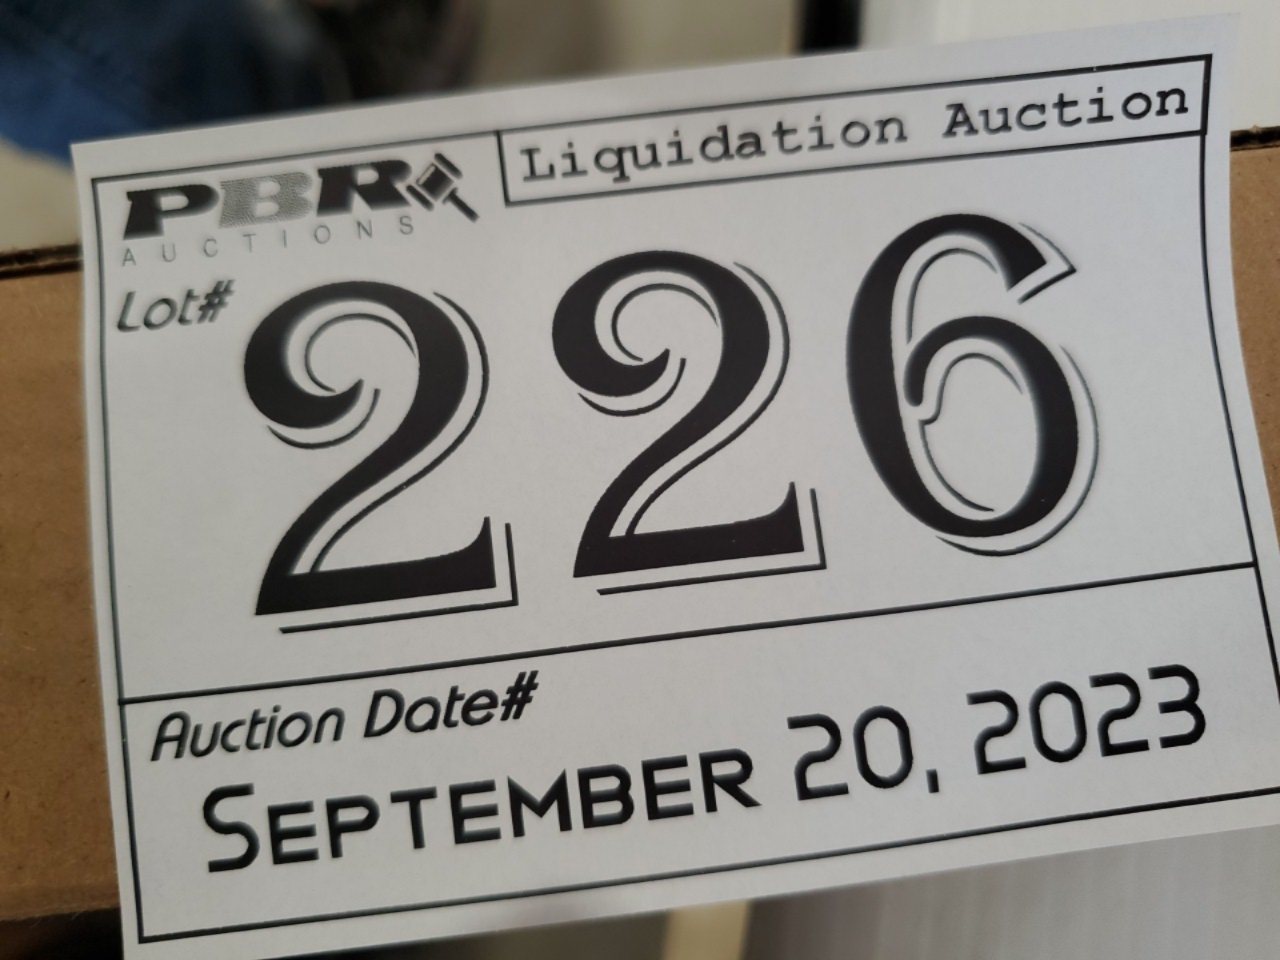 PBR
AUCTIONS
Liquidation Auction
Lot#
226
Auction Date#
September 20, 2023